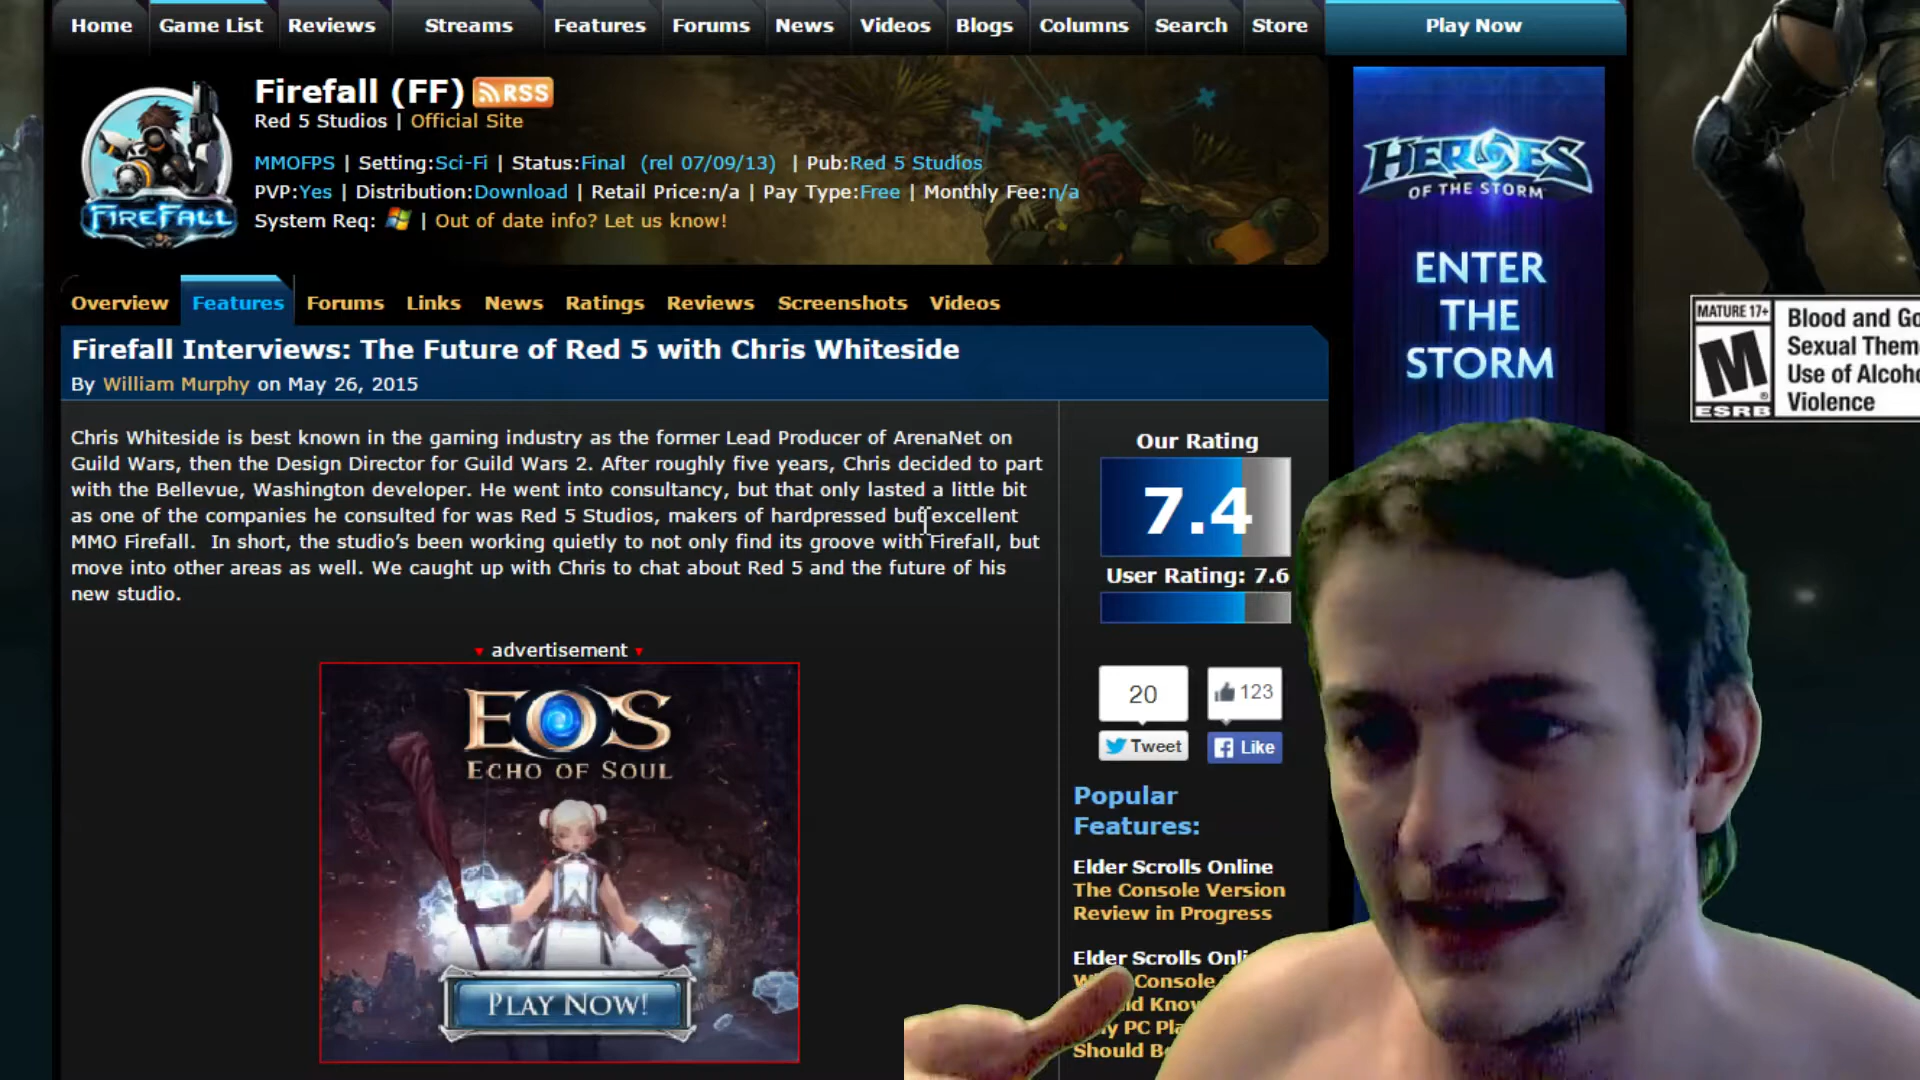 Home Game List Reviews Streams Features Forums News Videos Blogs Columns Search Store Play Now
Firefall (FF) RSS
Red 5 Studios | Official Site
MMOFPS | Setting:Sci-Fi | Status:Final (rel 07/09/13) | Pub:Red 5 Studios
PVP:Yes | Distribution:Download | Retail Price:n/a | Pay Type:Free | Monthly Fee:n/a
System Req: | Out of date info? Let us know!
FIREFALL
HEROES
OF THE STORM
ENTER
THE
STORM
MATURE 17+
M
ESRB
Blood and Go
Sexual Them
Use of Alcoho
Violence
Overview Features Forums Links News Ratings Reviews Screenshots Videos
Firefall Interviews: The Future of Red 5 with Chris Whiteside
By William Murphy on May 26, 2015
Chris Whiteside is best known in the gaming industry as the former Lead Producer of ArenaNet on
Guild Wars, then the Design Director for Guild Wars 2. After roughly five years, Chris decided to part
with the Bellevue, Washington developer. He went into consultancy, but that only lasted a little bit
as one of the companies he consulted for was Red 5 Studios, makers of hardpressed but excellent
MMO Firefall. In short, the studio's been working quietly to not only find its groove with Firefall, but
move into other areas as well. We caught up with Chris to chat about Red 5 and the future of his
new studio.
advertisement
EOS
ECHO OF SOUL
PLAY NOW!
Our Rating
7.4
User Rating: 7.6
20 123
Tweet Like
Popular
Features:
Elder Scrolls Online
The Console Version
Review in Progress
Elder Scrolls Onli
Console
Know
PC Pla
Should B